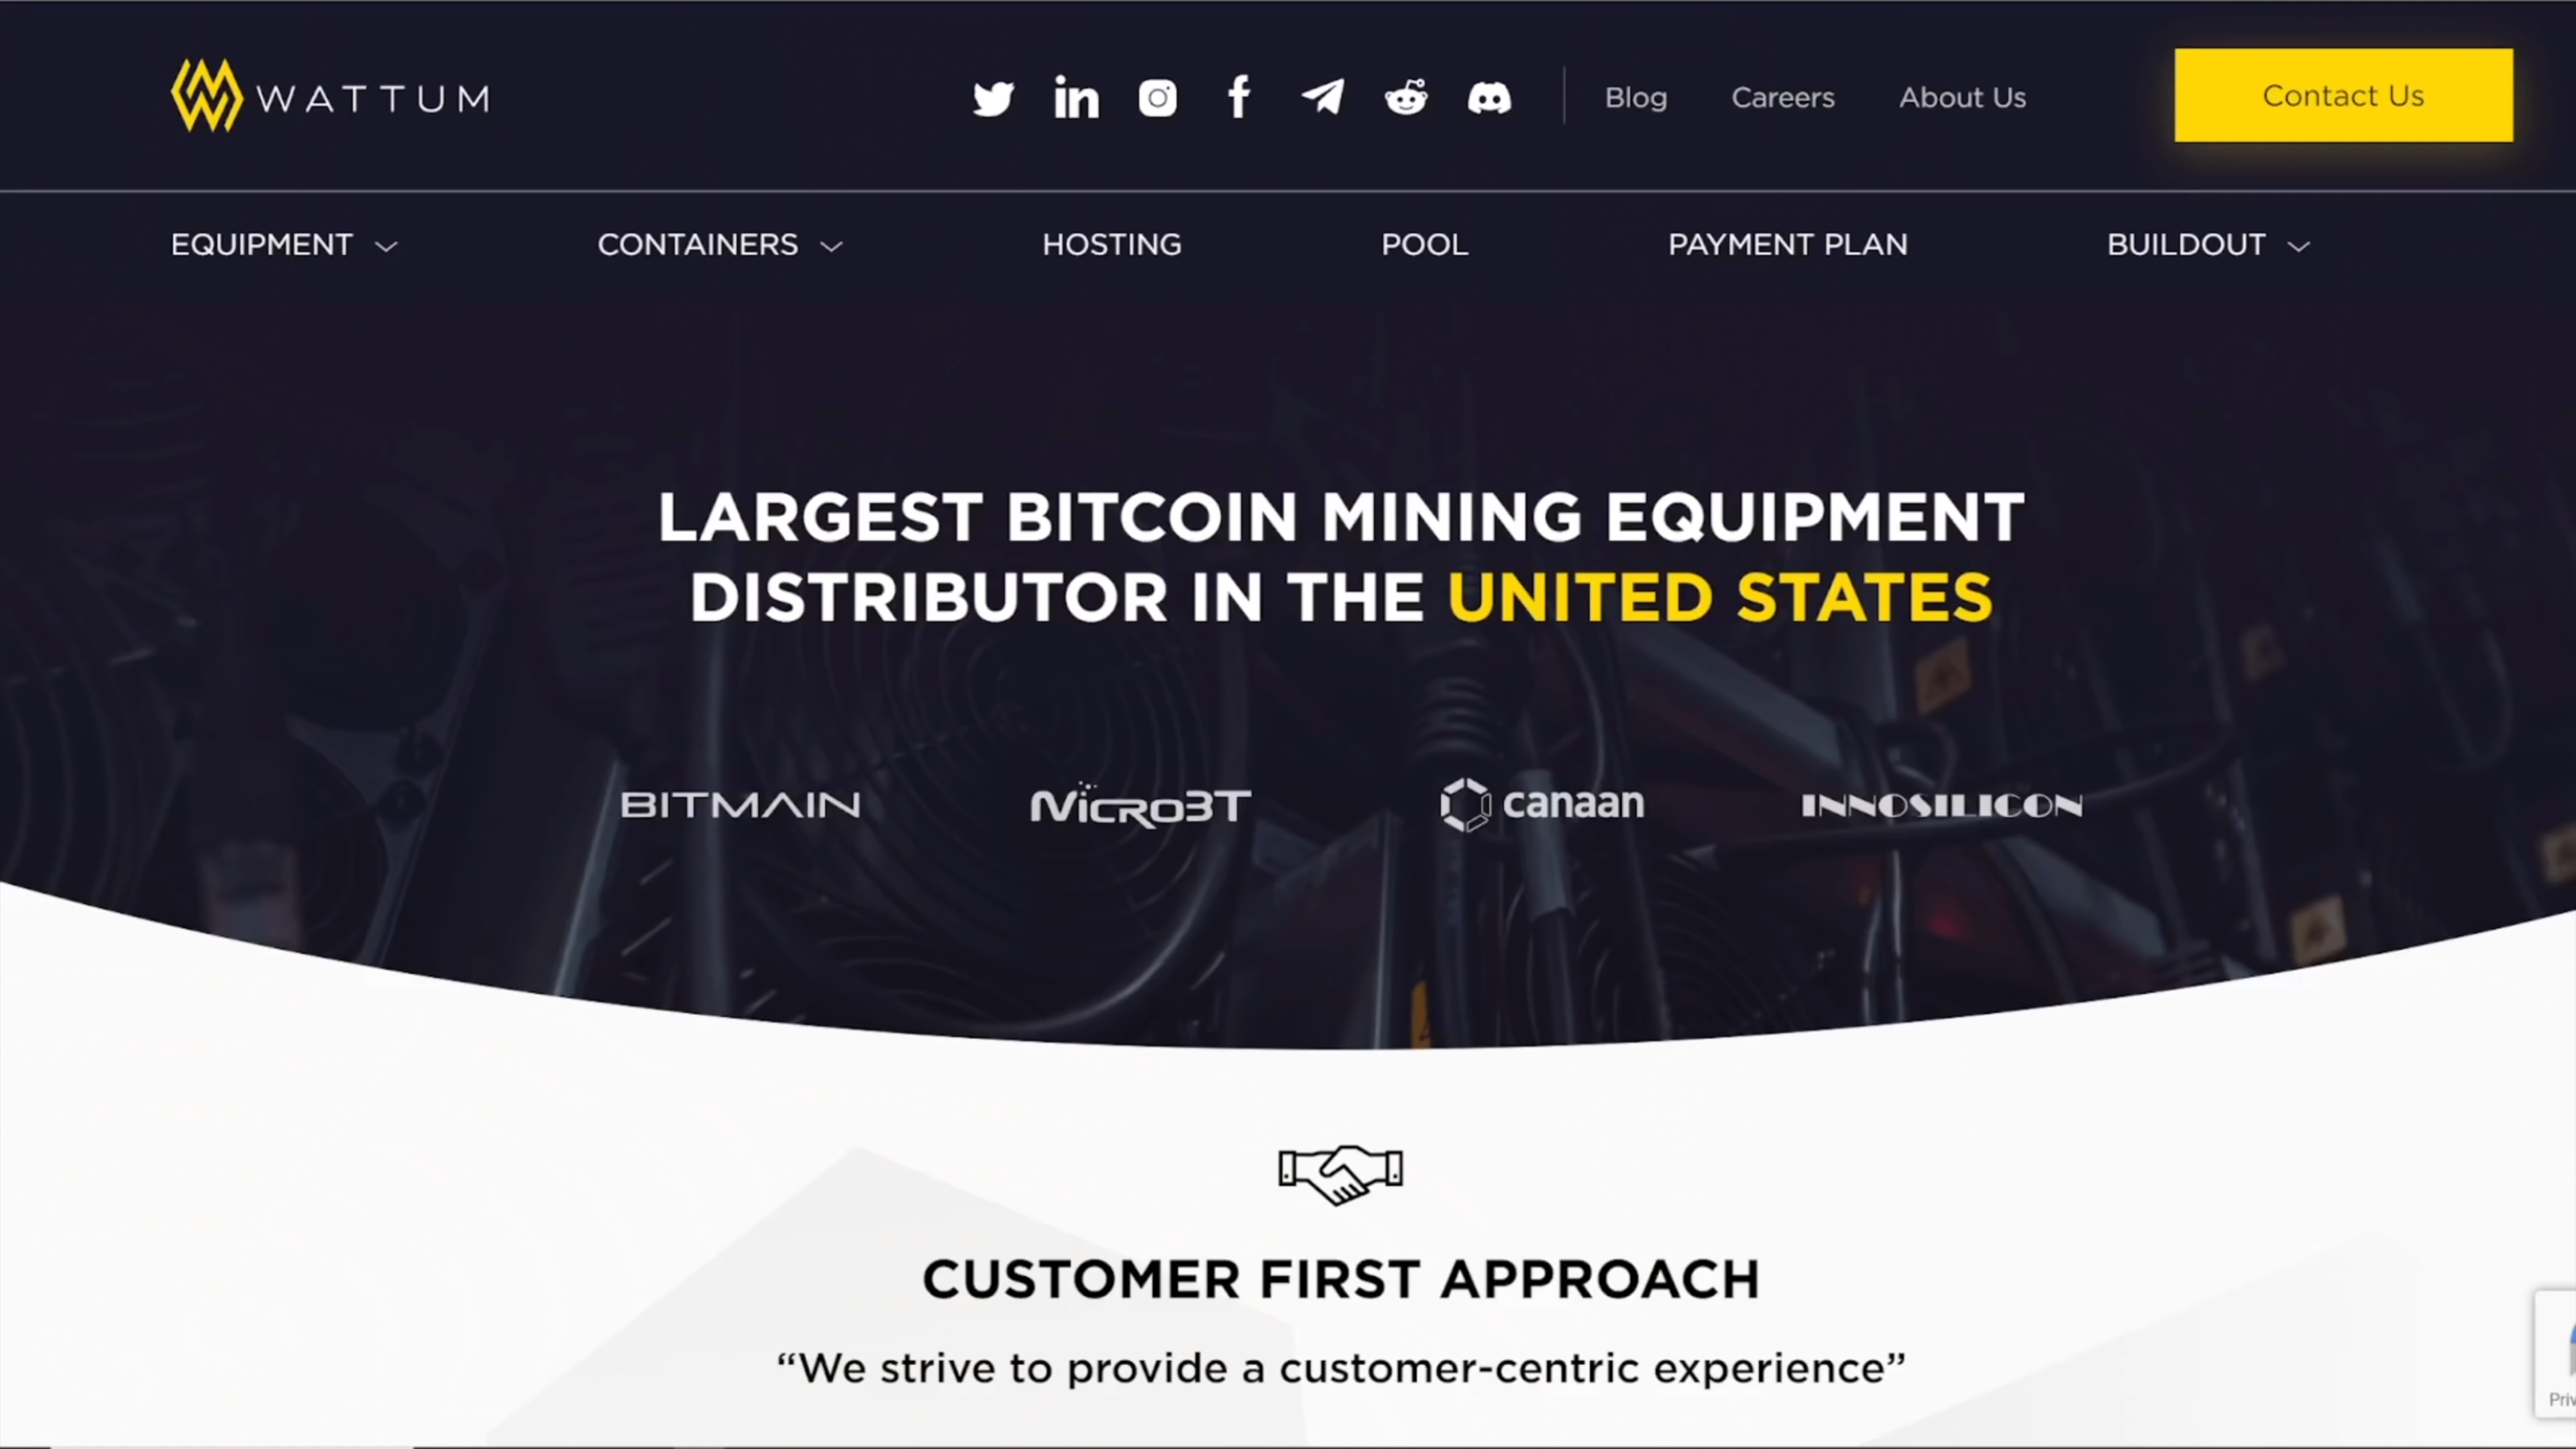 WATTUM
Blog
Careers
About Us
Contact Us
EQUIPMENT
CONTAINERS
HOSTING
POOL
PAYMENT PLAN
BUILDOUT
LARGEST BITCOIN MINING EQUIPMENT
DISTRIBUTOR IN THE UNITED STATES
BITMAIN
MicroBT
canaan
INNOSILICON
CUSTOMER FIRST APPROACH
“We strive to provide a customer-centric experience”